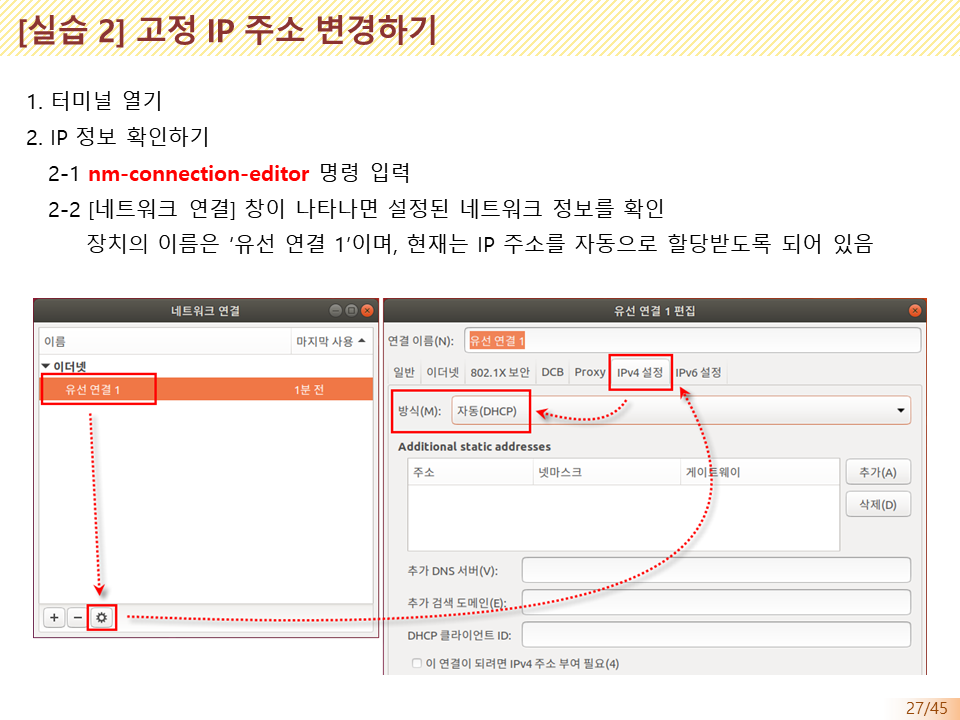 [실습 2] 고정 IP 주소 변경하기
1. 터미널 열기
2. IP 정보 확인하기
2-1 nm-connection-editor 명령 입력
2-2 [네트워크 연결] 창이 나타나면 설정된 네트워크 정보를 확인
장치의 이름은 '유선 연결 1'이며, 현재는 IP 주소를 자동으로 할당받도록 되어 있음
네트워크 연결
이름 마지막 사용
이더넷
유선 연결 1 1분 전
유선 연결 1 편집
연결 이름(N): 유선 연결 1
일반 이더넷 802.1X 보안 DCB Proxy IPv4 설정 IPv6 설정
방식(M): 자동(DHCP)
Additional static addresses
주소 넷마스크 게이트웨이
추가(A)
삭제(D)
추가 DNS 서버(V):
추가 검색 도메인(E):
DHCP 클라이언트 ID:
이 연결이 되려면 IPv4 주소 부여 필요(4)
27/45